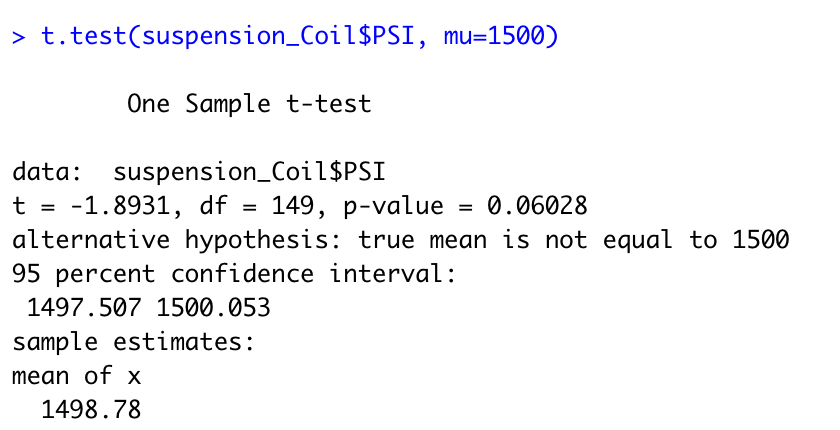 > t.test(suspension_Coil$PSI, mu=1500)
One Sample t-test
data:  suspension_Coil$PSI
t = -1.8931, df = 149, p-value = 0.06028
alternative hypothesis: true mean is not equal to 1500
95 percent confidence interval:
1497.507 1500.053
sample estimates:
mean of x
1498.78